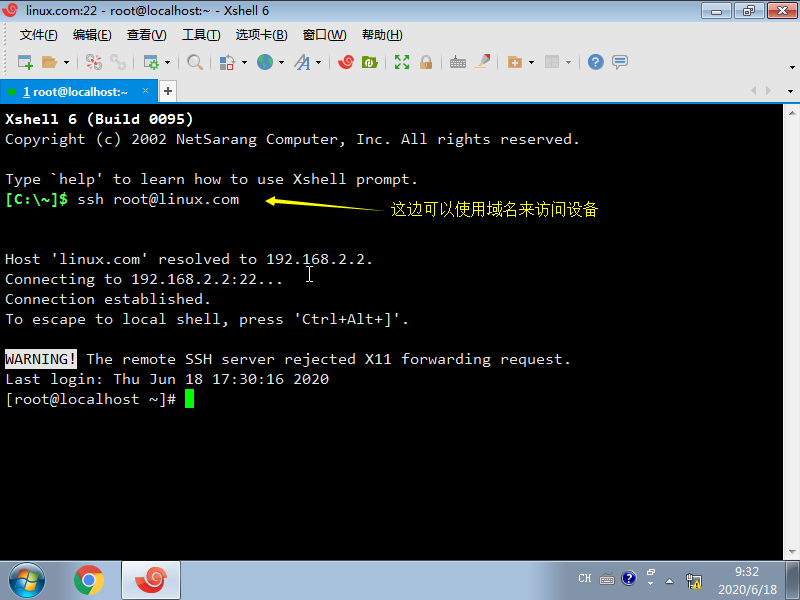 linux.com:22 - root@localhost:~ - Xshell 6
文件(F) 编辑(E) 查看(V) 工具(T) 选项卡(B) 窗口(W) 帮助(H)
1 root@localhost:~ × +
Xshell 6 (Build 0095)
Copyright (c) 2002 NetSarang Computer, Inc. All rights reserved.
Type `help' to learn how to use Xshell prompt.
[C:\~]$ ssh root@linux.com
这边可以使用域名来访问设备
Host 'linux.com' resolved to 192.168.2.2.
Connecting to 192.168.2.2:22...
Connection established.
To escape to local shell, press 'Ctrl+Alt+]'.
WARNING! The remote SSH server rejected X11 forwarding request.
Last login: Thu Jun 18 17:30:16 2020
[root@localhost ~]#
CH 9:32
2020/6/18